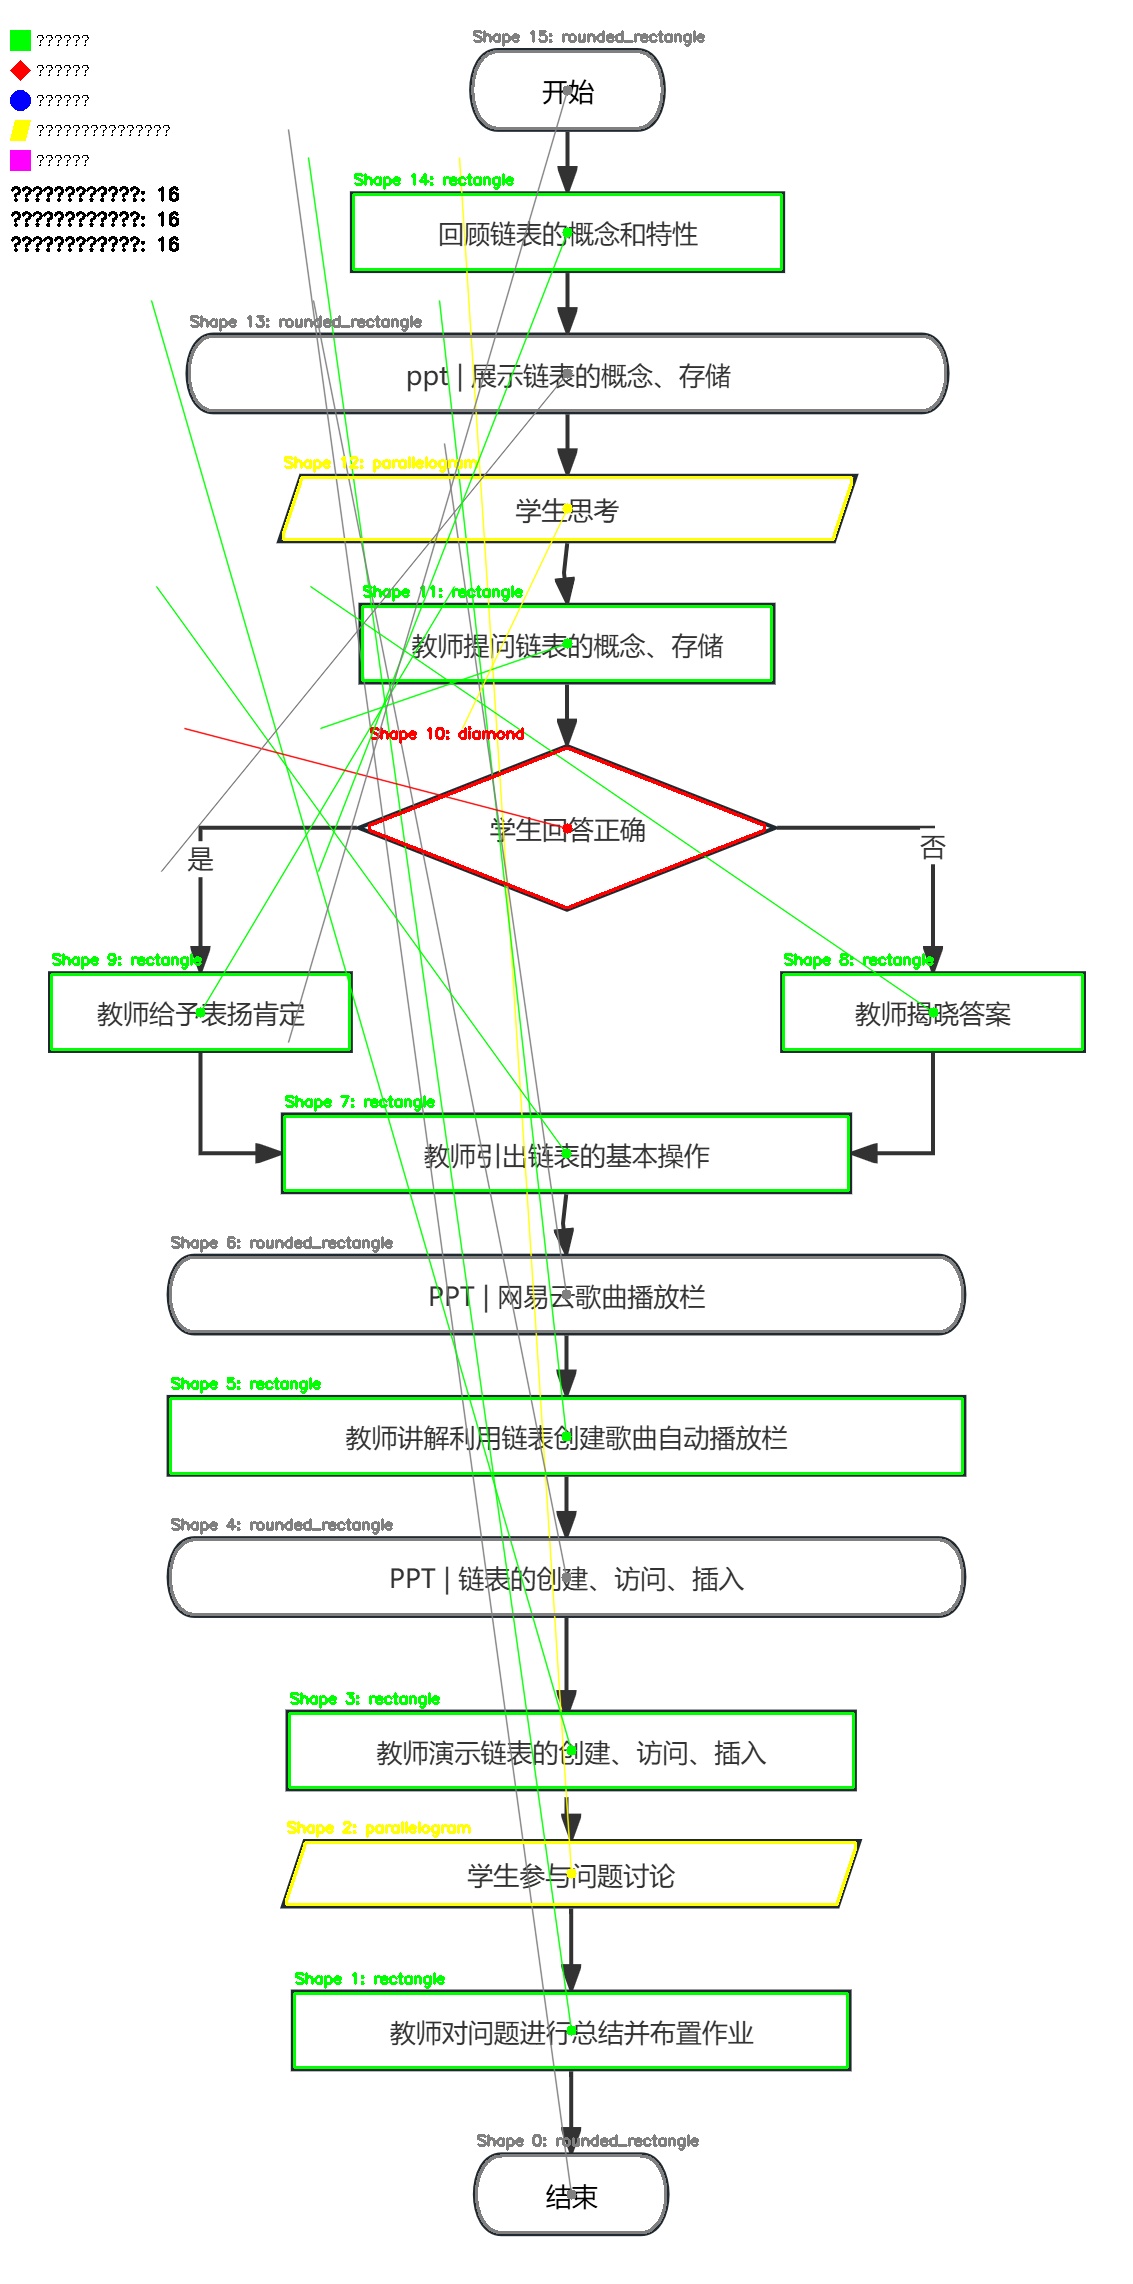 ??????
??????
??????
???????????????
??????
????????????: 16
????????????: 16
????????????: 16
Shape 15: rounded_rectangle
开始
Shape 14: rectangle
回顾链表的概念和特性
Shape 13: rounded_rectangle
ppt | 展示链表的概念、存储
Shape 12: parallelogram
学生思考
Shape 11: rectangle
教师提问链表的概念、存储
Shape 10: diamond
学生回答正确
是
否
Shape 9: rectangle
教师给予表扬肯定
Shape 8: rectangle
教师揭晓答案
Shape 7: rectangle
教师引出链表的基本操作
Shape 6: rounded_rectangle
PPT | 网易云歌曲播放栏
Shape 5: rectangle
教师讲解利用链表创建歌曲自动播放栏
Shape 4: rounded_rectangle
PPT | 链表的创建、访问、插入
Shape 3: rectangle
教师演示链表的创建、访问、插入
Shape 2: parallelogram
学生参与问题讨论
Shape 1: rectangle
教师对问题进行总结并布置作业
Shape 0: rounded_rectangle
结束